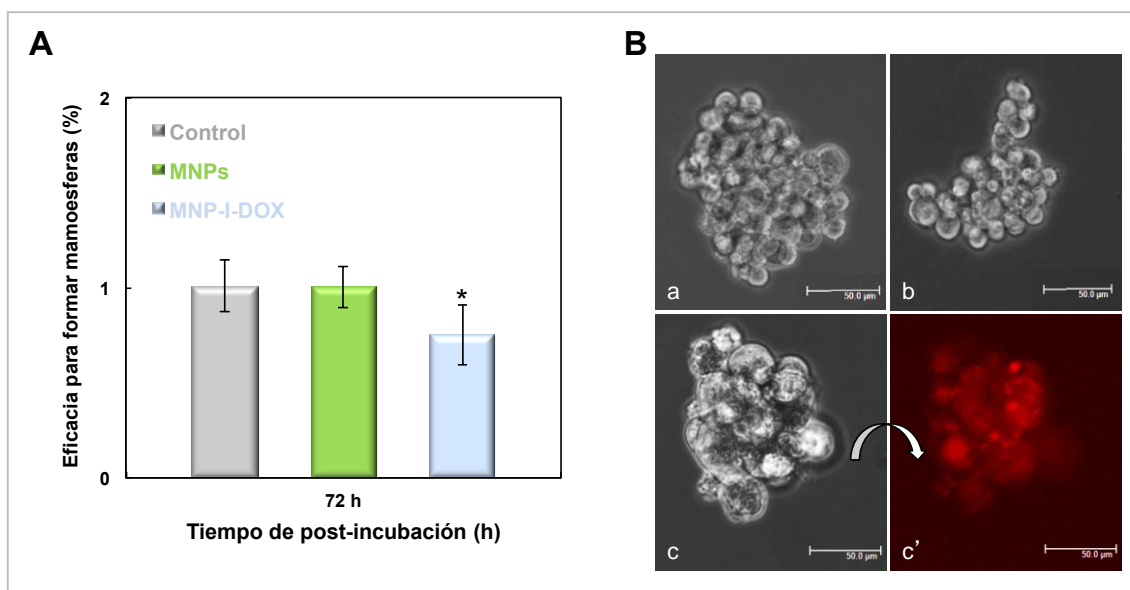 A
Eficacia para formar mamoesferas (%)
2
1
0
Control
MNPs
MNP-I-DOX
*
72 h
Tiempo de post-incubación (h)
B
a
50.0 µm
b
50.0 µm
c
50.0 µm
c'
50.0 µm